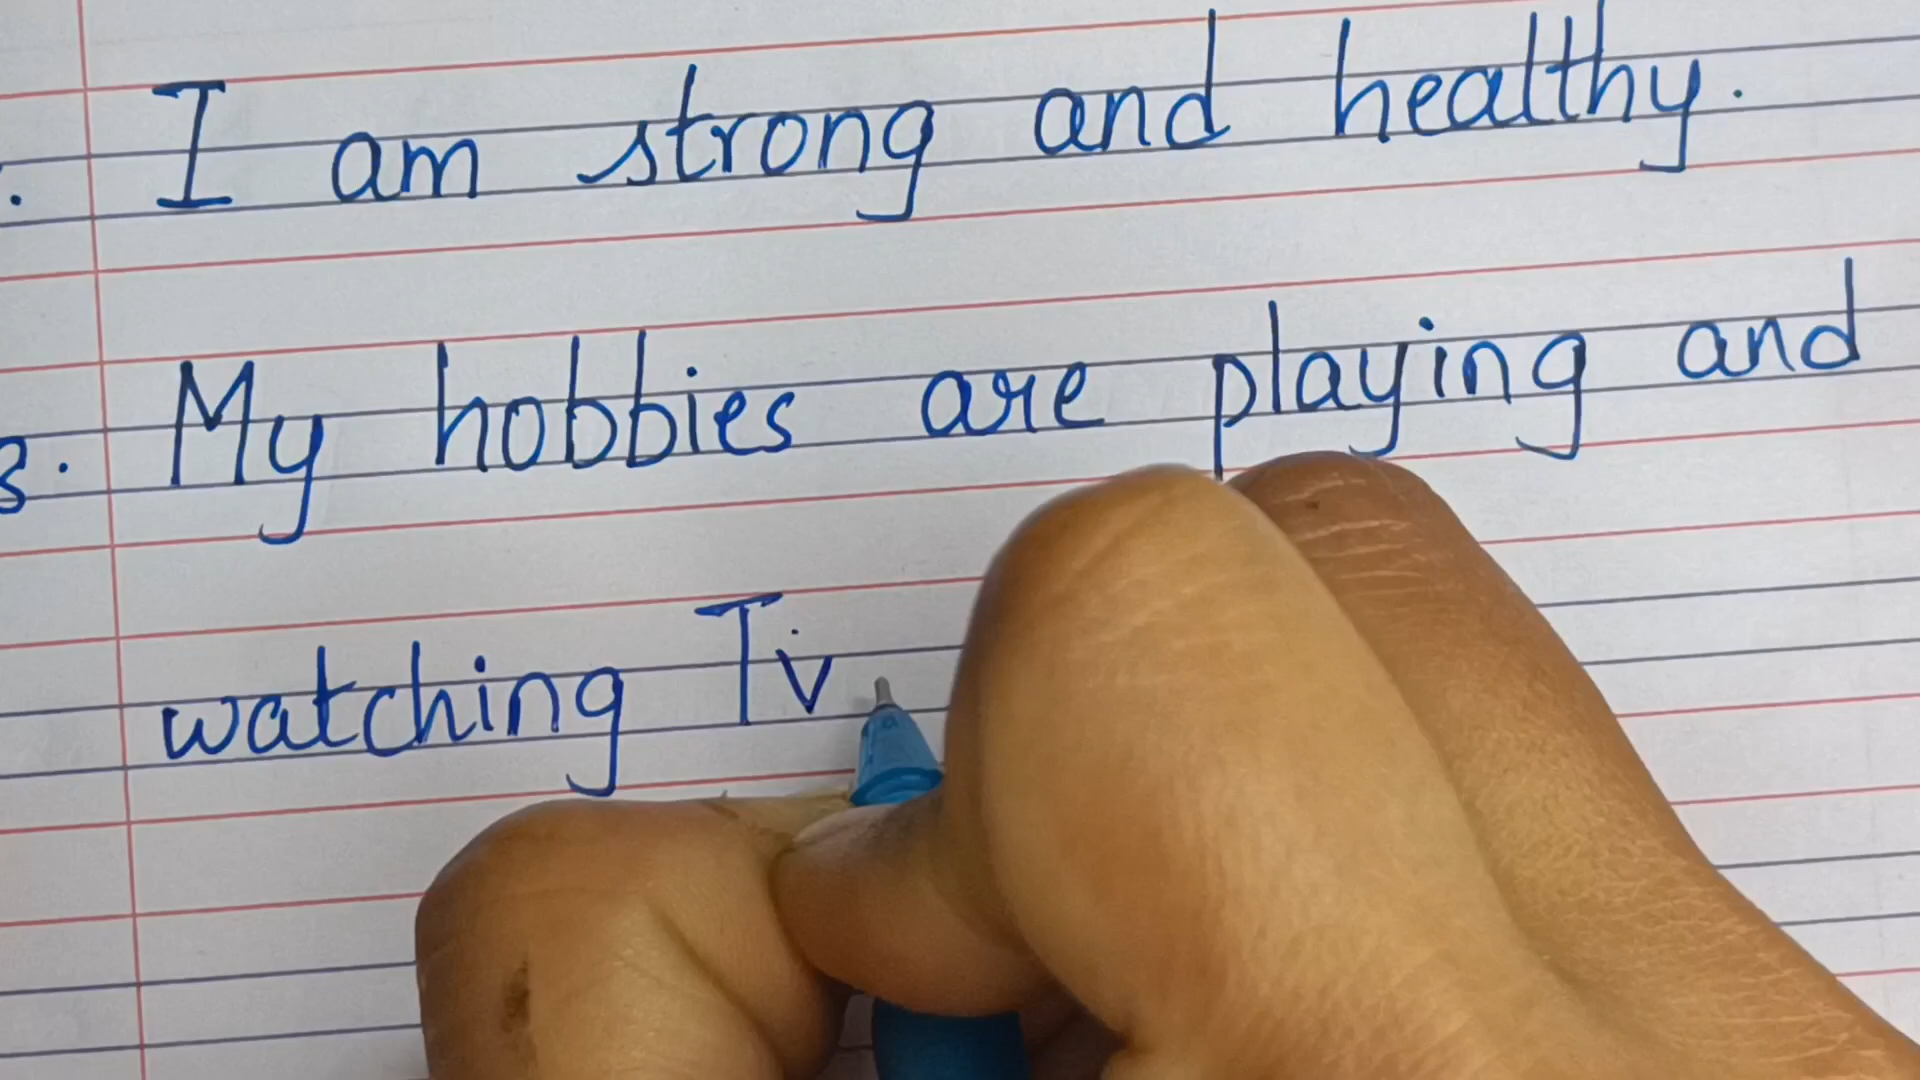 . I am strong and healthy.
3. My hobbies are playing and
watching Tv